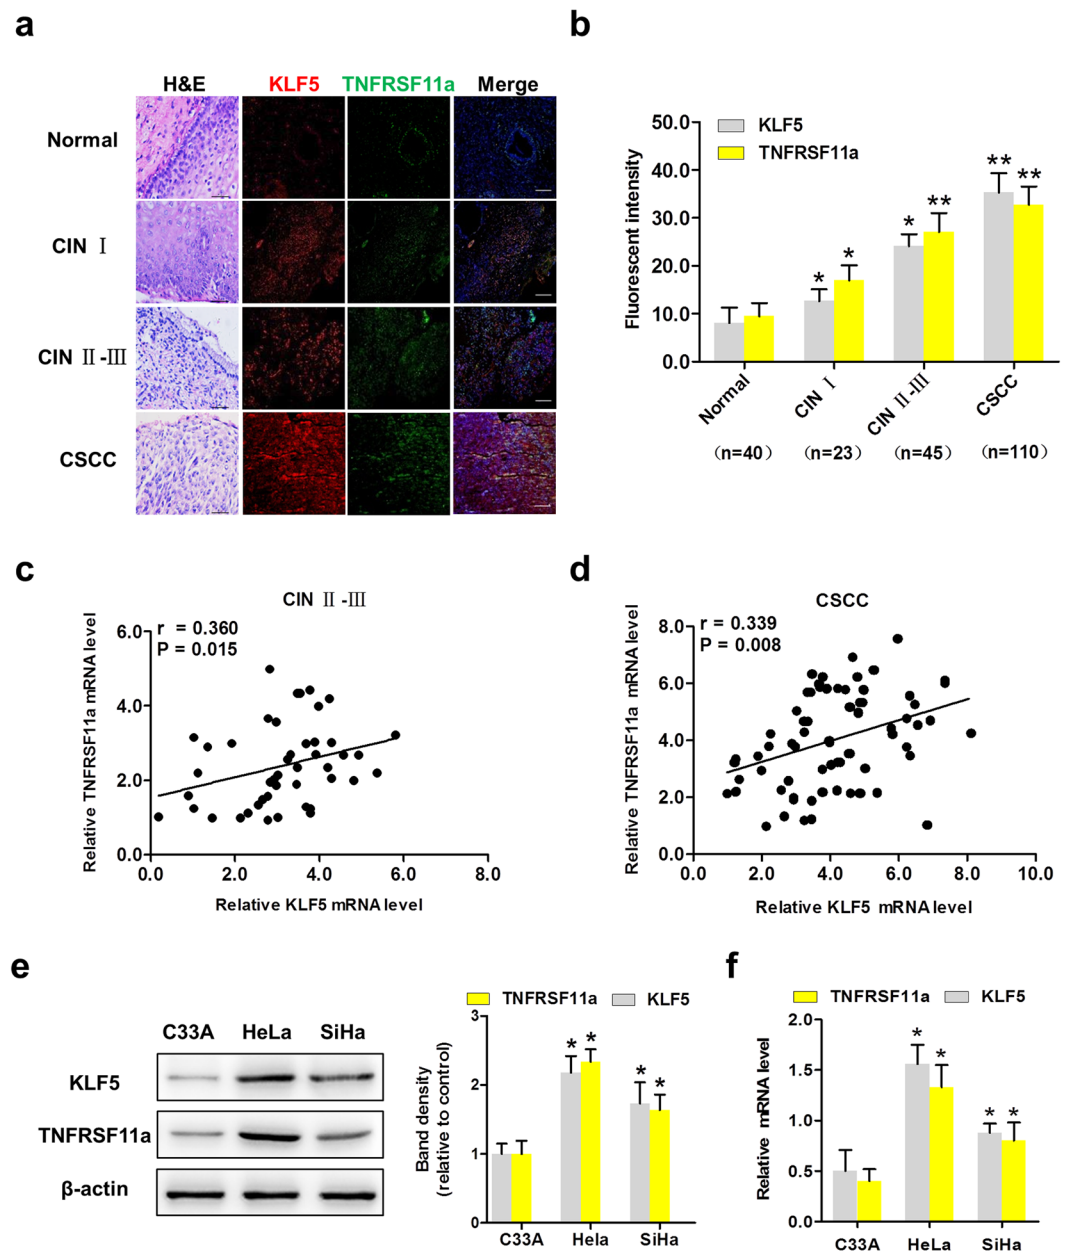 a
H&E KLF5 TNFRSF11a Merge
Normal
CIN Ⅰ
CIN Ⅱ-Ⅲ
CSCC
b
KLF5
TNFRSF11a
Fluorescent intensity
50.0
40.0
30.0
20.0
10.0
0.0
* * * ** ** **
Normal CIN Ⅰ CIN Ⅱ-Ⅲ CSCC
(n=40) (n=23) (n=45) (n=110)
c
CIN Ⅱ-Ⅲ
r = 0.360
P = 0.015
Relative TNFRSF11a mRNA level
6.0
4.0
2.0
0.0
0.0 2.0 4.0 6.0 8.0
Relative KLF5 mRNA level
d
CSCC
r = 0.339
P = 0.008
Relative TNFRSF11a mRNA level
8.0
6.0
4.0
2.0
0.0
0.0 2.0 4.0 6.0 8.0 10.0
Relative KLF5 mRNA level
e
C33A HeLa SiHa
KLF5
TNFRSF11a
β-actin
TNFRSF11a KLF5
Band density
(relative to control)
3
2
1
0
* * * *
C33A Hela SiHa
f
TNFRSF11a KLF5
Relative mRNA level
2.0
1.5
1.0
0.5
0.0
* * * *
C33A HeLa SiHa